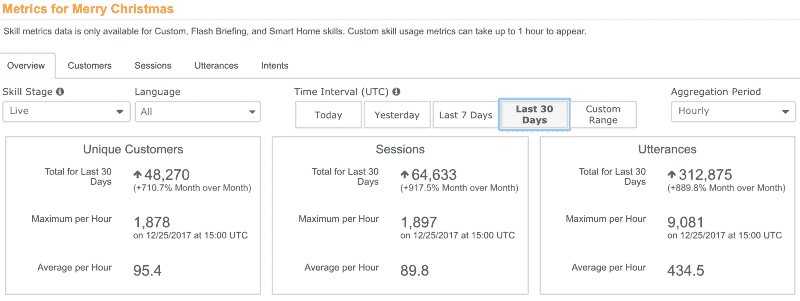 Metrics for Merry Christmas
Skill metrics data is only available for Custom, Flash Briefing, and Smart Home skills. Custom skill usage metrics can take up to 1 hour to appear.
Overview Customers Sessions Utterances Intents
Skill Stage Language Time Interval (UTC) Aggregation Period
Live All Today Yesterday Last 7 Days Last 30 Days Custom Range Hourly
Unique Customers
Total for Last 30 Days 48,270
(+710.7% Month over Month)
Maximum per Hour 1,878
on 12/25/2017 at 15:00 UTC
Average per Hour 95.4
Sessions
Total for Last 30 Days 64,633
(+917.5% Month over Month)
Maximum per Hour 1,897
on 12/25/2017 at 15:00 UTC
Average per Hour 89.8
Utterances
Total for Last 30 Days 312,875
(+889.8% Month over Month)
Maximum per Hour 9,081
on 12/25/2017 at 15:00 UTC
Average per Hour 434.5